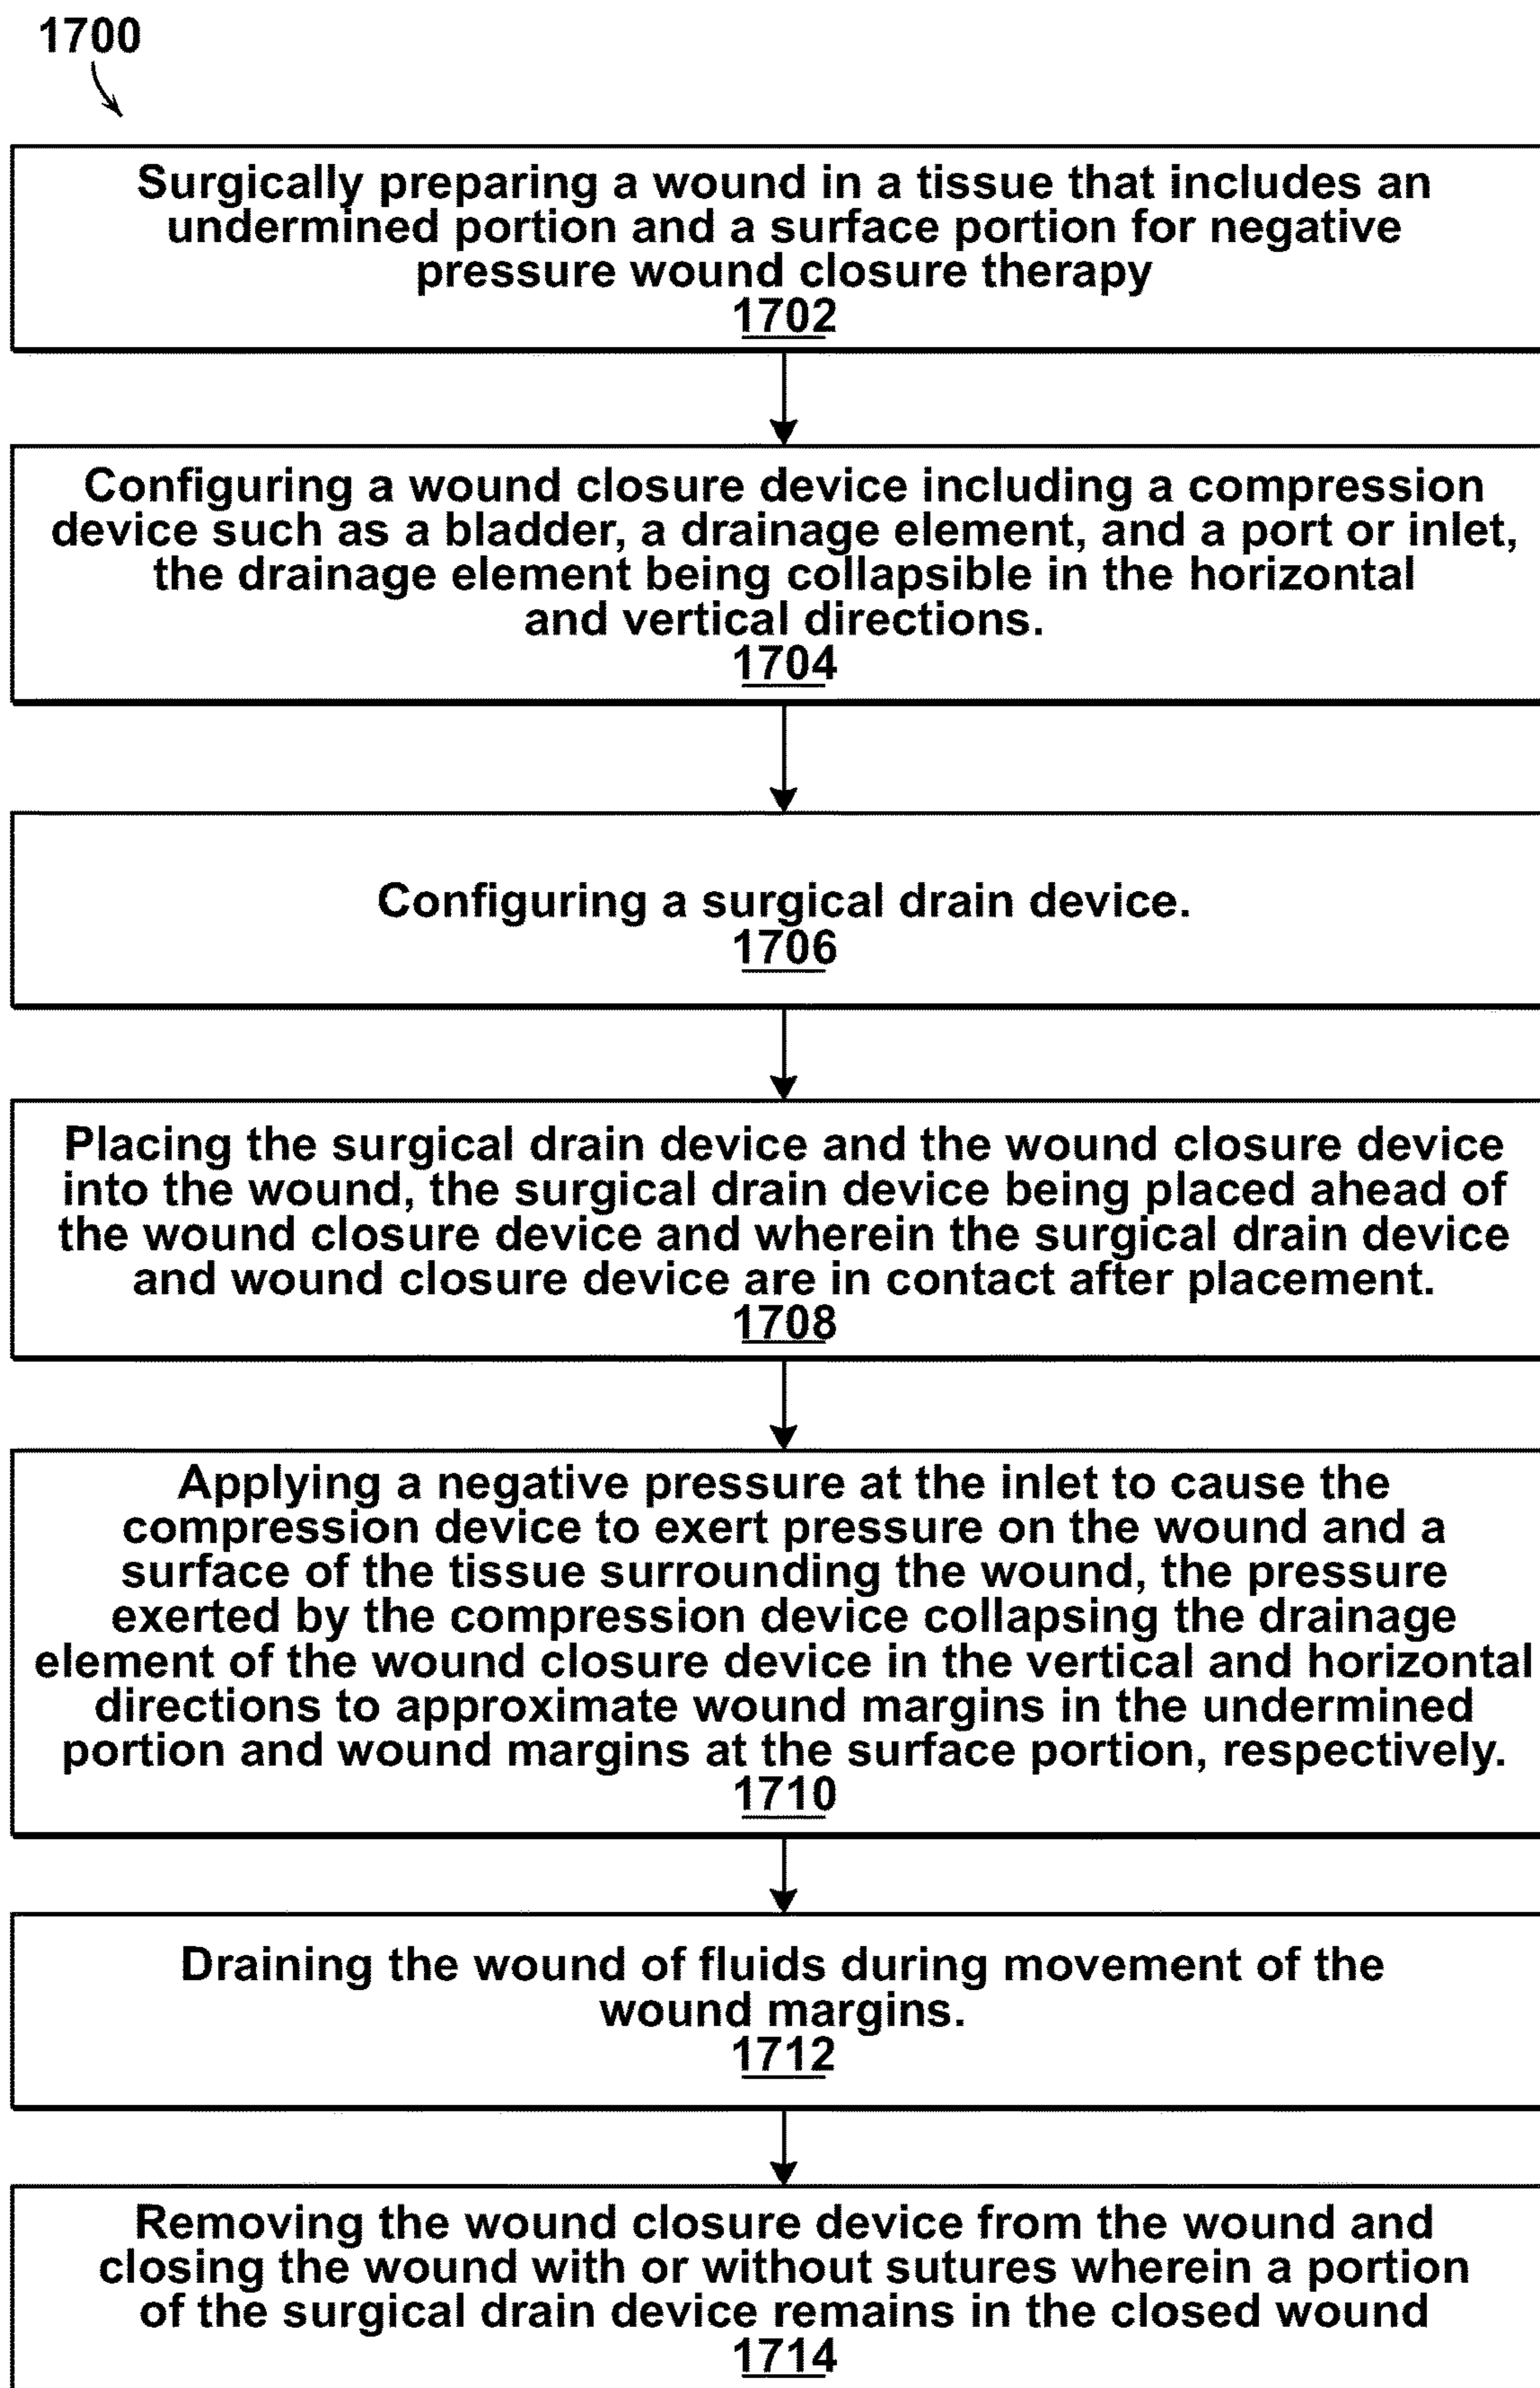 1700
Surgically preparing a wound in a tissue that includes an
undermined portion and a surface portion for negative
pressure wound closure therapy
1702
Configuring a wound closure device including a compression
device such as a bladder, a drainage element, and a port or inlet,
the drainage element being collapsible in the horizontal
and vertical directions.
1704
Configuring a surgical drain device.
1706
Placing the surgical drain device and the wound closure device
into the wound, the surgical drain device being placed ahead of
the wound closure device and wherein the surgical drain device
and wound closure device are in contact after placement.
1708
Applying a negative pressure at the inlet to cause the
compression device to exert pressure on the wound and a
surface of the tissue surrounding the wound, the pressure
exerted by the compression device collapsing the drainage
element of the wound closure device in the vertical and horizontal
directions to approximate wound margins in the undermined
portion and wound margins at the surface portion, respectively.
1710
Draining the wound of fluids during movement of the
wound margins.
1712
Removing the wound closure device from the wound and
closing the wound with or without sutures wherein a portion
of the surgical drain device remains in the closed wound
1714